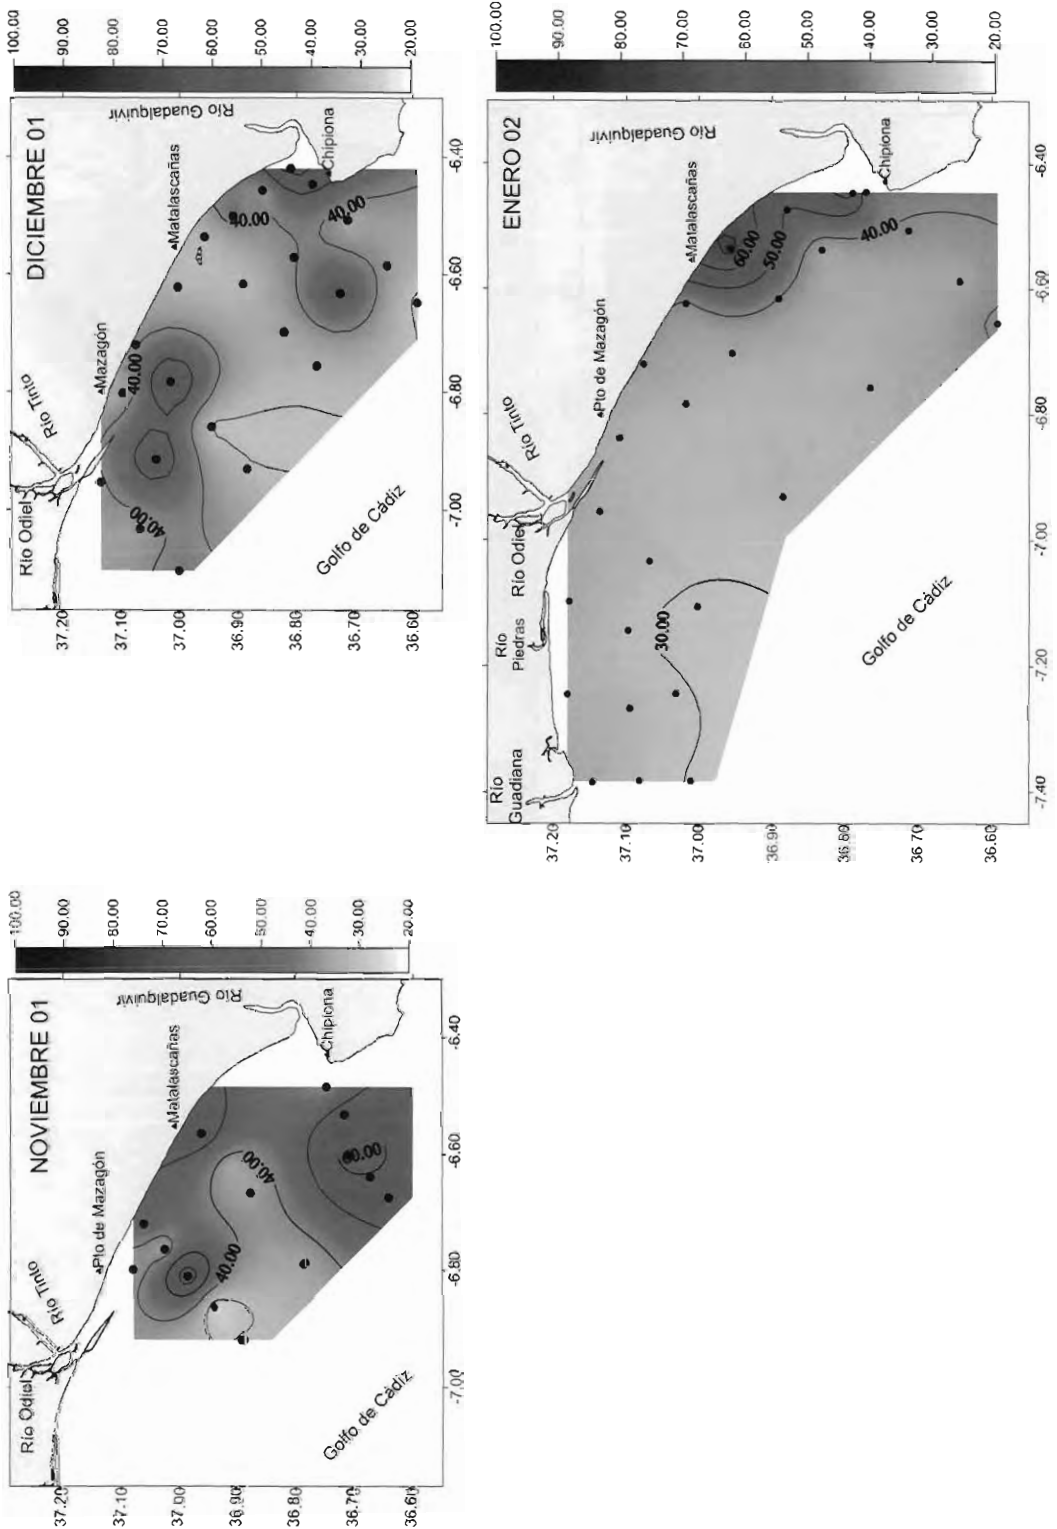 NOVIEMBRE 01
100.00
90.00
80.00
70.00
60.00
50.00
40.00
30.00
20.00
Río Odiel
Río Tinto
Pto de Mazagón
Matalascañas
Río Guadalquivir
Chipiona
Golfo de Cádiz
40.00
40.00
60.00
37.20
37.10
37.00
36.90
36.80
36.70
36.60
-7.00
-6.80
-6.60
-6.40
DICIEMBRE 01
100.00
90.00
80.00
70.00
60.00
50.00
40.00
30.00
20.00
Río Odiel
Río Tinto
Mazagón
Matalascañas
Río Guadalquivir
Chipiona
Golfo de Cádiz
40.00
40.00
40.00
40.00
37.20
37.10
37.00
36.90
36.80
36.70
36.60
-7.00
-6.80
-6.60
-6.40
ENERO 02
100.00
90.00
80.00
70.00
60.00
50.00
40.00
30.00
20.00
Río
Guadiana
Río
Piedras
Río Odiel
Río Tinto
Pto de Mazagón
Matalascañas
Río Guadalquivir
Chipiona
Golfo de Cádiz
30.00
60.00
50.00
40.00
37.20
37.10
37.00
36.90
36.80
36.70
36.60
-7.40
-7.20
-7.00
-6.80
-6.60
-6.40